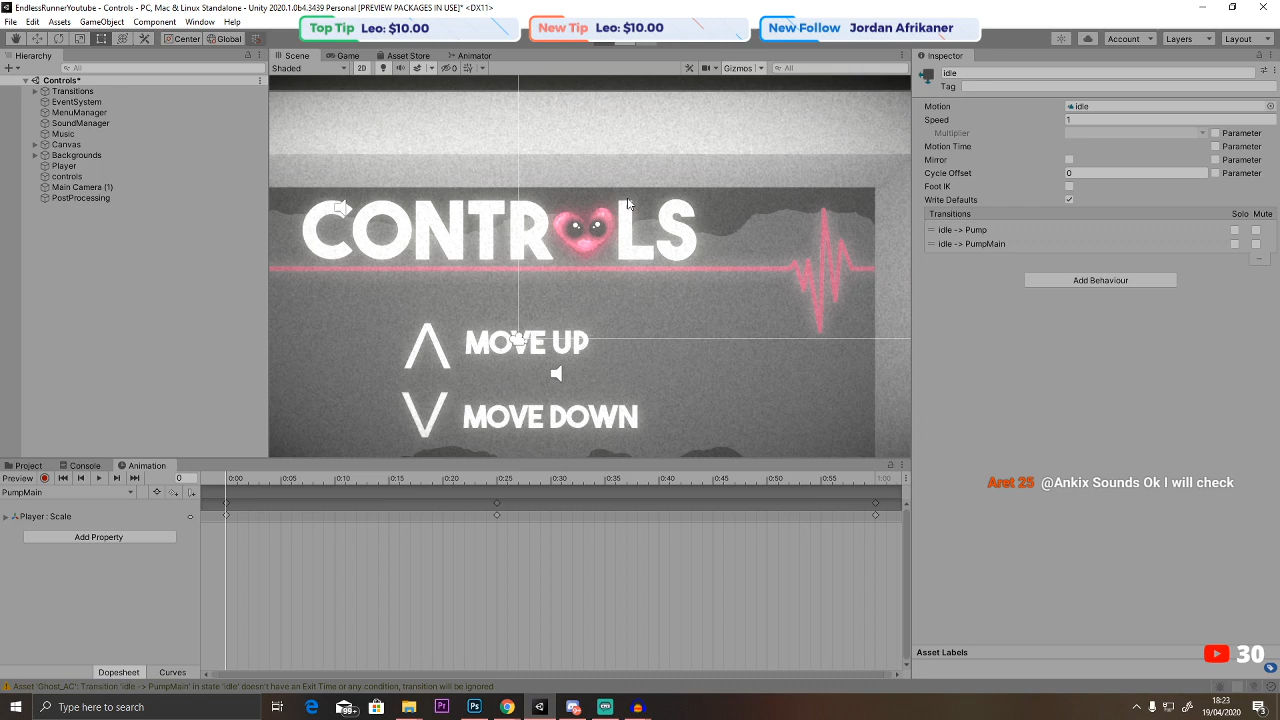 EndlessRunnerTutorial - Controls - PC, Mac & Linux Standalone - Unity 2020.1.0b4.3439 Personal [PREVIEW PACKAGES IN USE]* <DX11>
Top Tip Leo: $10.00
New Tip Leo: $10.00
New Follow Jordan Afrikaner
Center
Global
Account
Layers
Layout
Hierarchy
All
Controls*
Transitions
EventSystem
MenuManager
SoundManager
Music
Canvas
Backgrounds
Player
controls
Main Camera (1)
PostProcessing
Scene
Game
Asset Store
Animator
Shaded
2D
0
Gizmos
All
CONTR LS
MOVE UP
MOVE DOWN
Inspector
idle
Tag
Motion
idle
Speed
1
Multiplier
Parameter
Motion Time
Parameter
Mirror
Parameter
Cycle Offset
0
Parameter
Foot IK
Write Defaults
Transitions
Solo Mute
idle -> Pump
idle -> PumpMain
Add Behaviour
Aret 25 @Ankix Sounds Ok I will check
Asset Labels
30
Project
Console
Animation
Preview
0
0:00 0:05 0:10 0:15 0:20 0:25 0:30 0:35 0:40 0:45 0:50 0:55 1:00
PumpMain
Player : Scale
Add Property
Dopesheet
Curves
Asset 'Ghost_AC': Transition 'idle -> PumpMain' in state 'idle' doesn't have an Exit Time or any condition, transition will be ignored
Type here to search
99+
Pr
Ps
18:23
19/04/2020